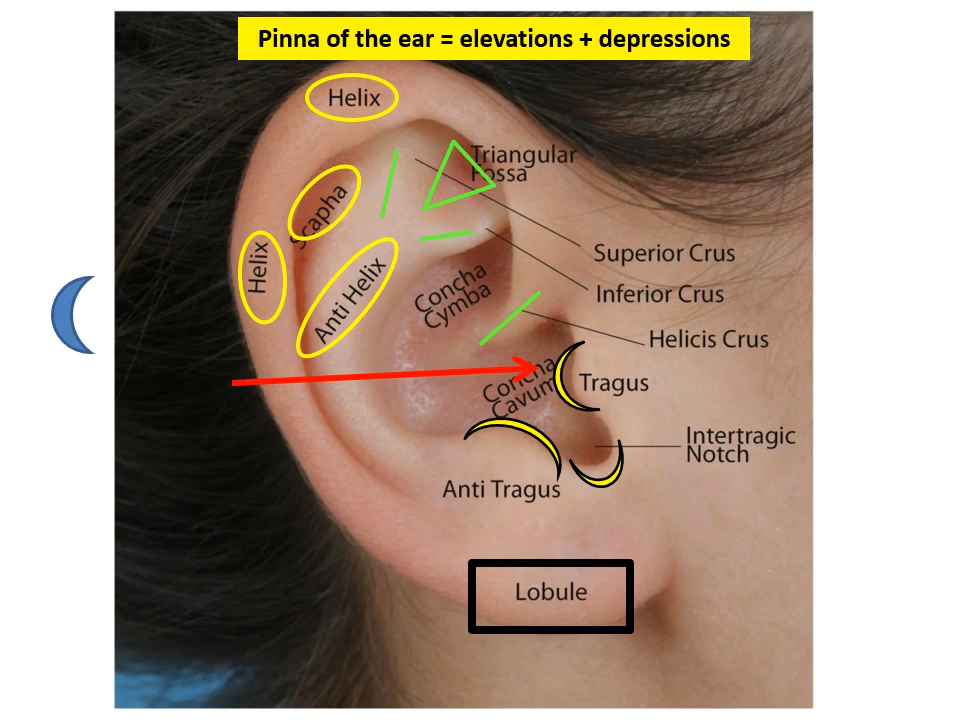 Pinna of the ear = elevations + depressions
Helix
Triangular
Fossa
Scapha
Helix
Anti Helix
Concha
Cymba
Superior Crus
Inferior Crus
Helicis Crus
Concha
Cavum
Tragus
Intertragic
Notch
Anti Tragus
Lobule